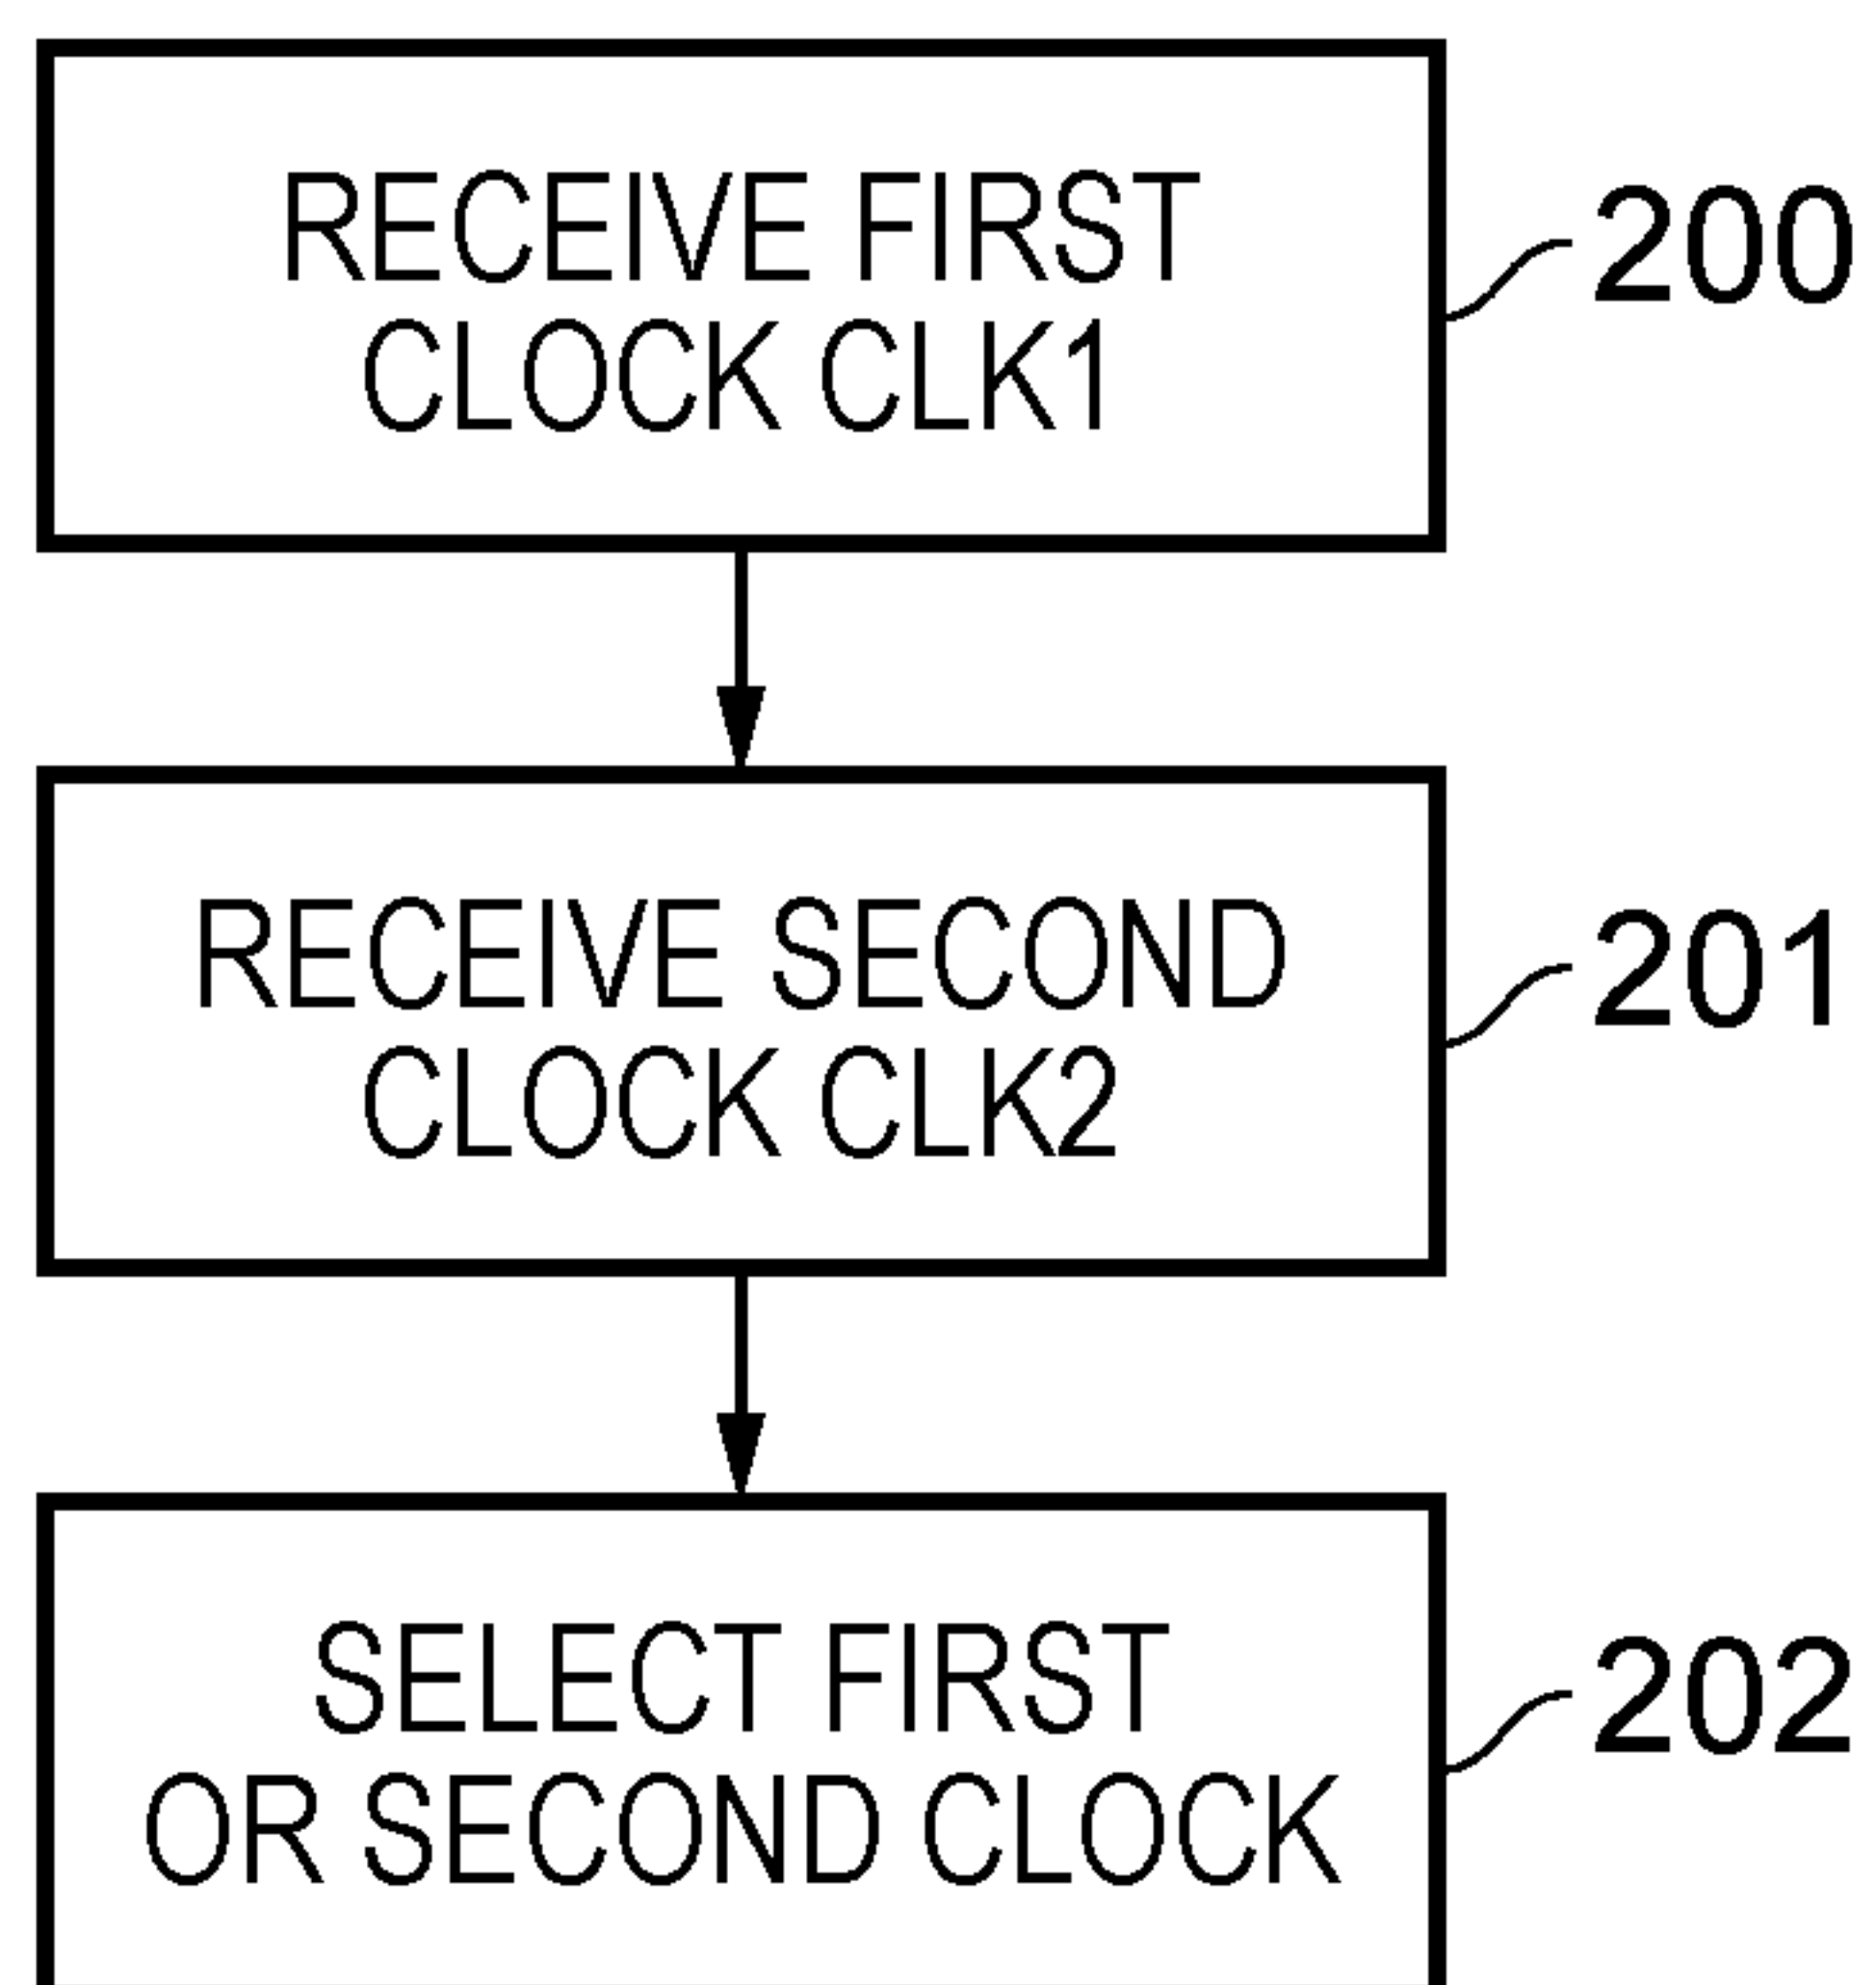 RECEIVE FIRST
CLOCK CLK1
200
RECEIVE SECOND
CLOCK CLK2
201
SELECT FIRST
OR SECOND CLOCK
202